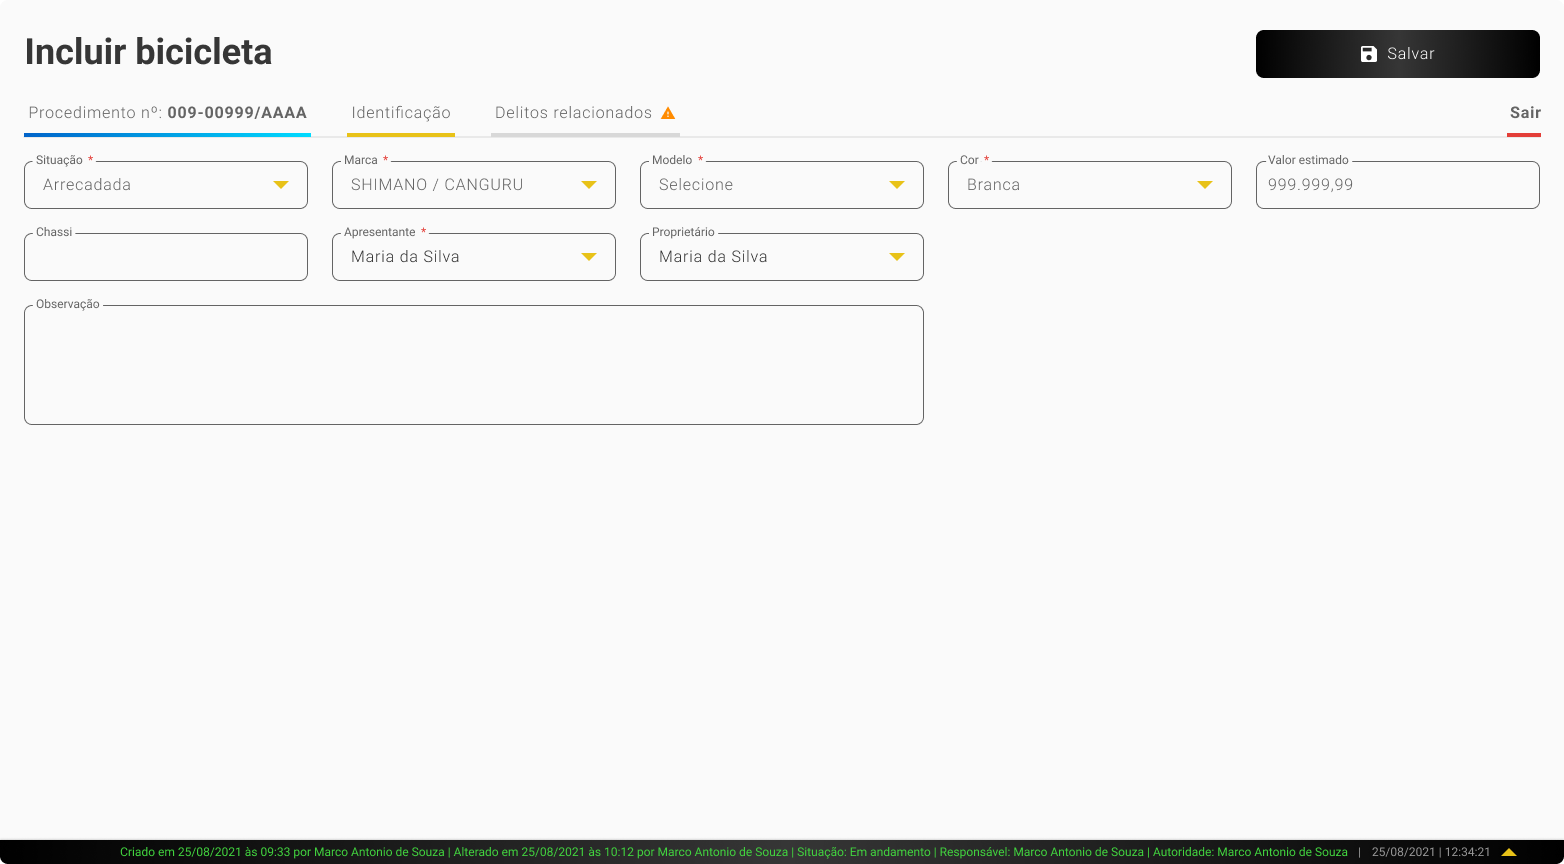 Incluir bicicleta
Salvar
Procedimento nº: 009-00999/AAAA
Identificação
Delitos relacionados
Sair
Situação *
Arrecadada
Marca *
SHIMANO / CANGURU
Modelo *
Selecione
Cor *
Branca
Valor estimado
999.999,99
Chassi
Apresentante *
Maria da Silva
Proprietário
Maria da Silva
Observação
Criado em 25/08/2021 às 09:33 por Marco Antonio de Souza | Alterado em 25/08/2021 às 10:12 por Marco Antonio de Souza | Situação: Em andamento | Responsável: Marco Antonio de Souza | Autoridade: Marco Antonio de Souza | 25/08/2021 | 12:34:21